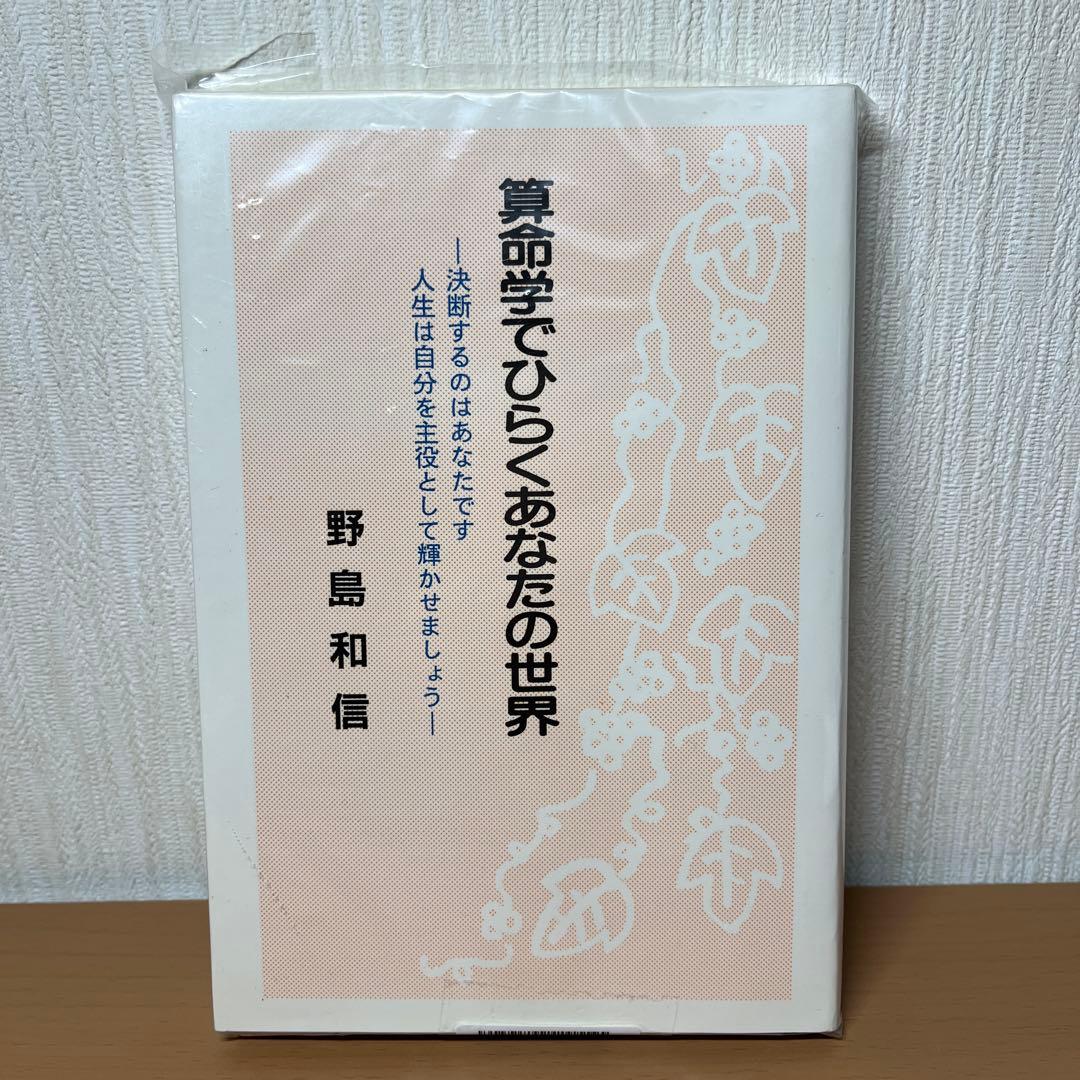 算命学でひらくあなたの世界
―決断するのはあなたです
人生は自分を主役として輝かせましょう―
野島和信